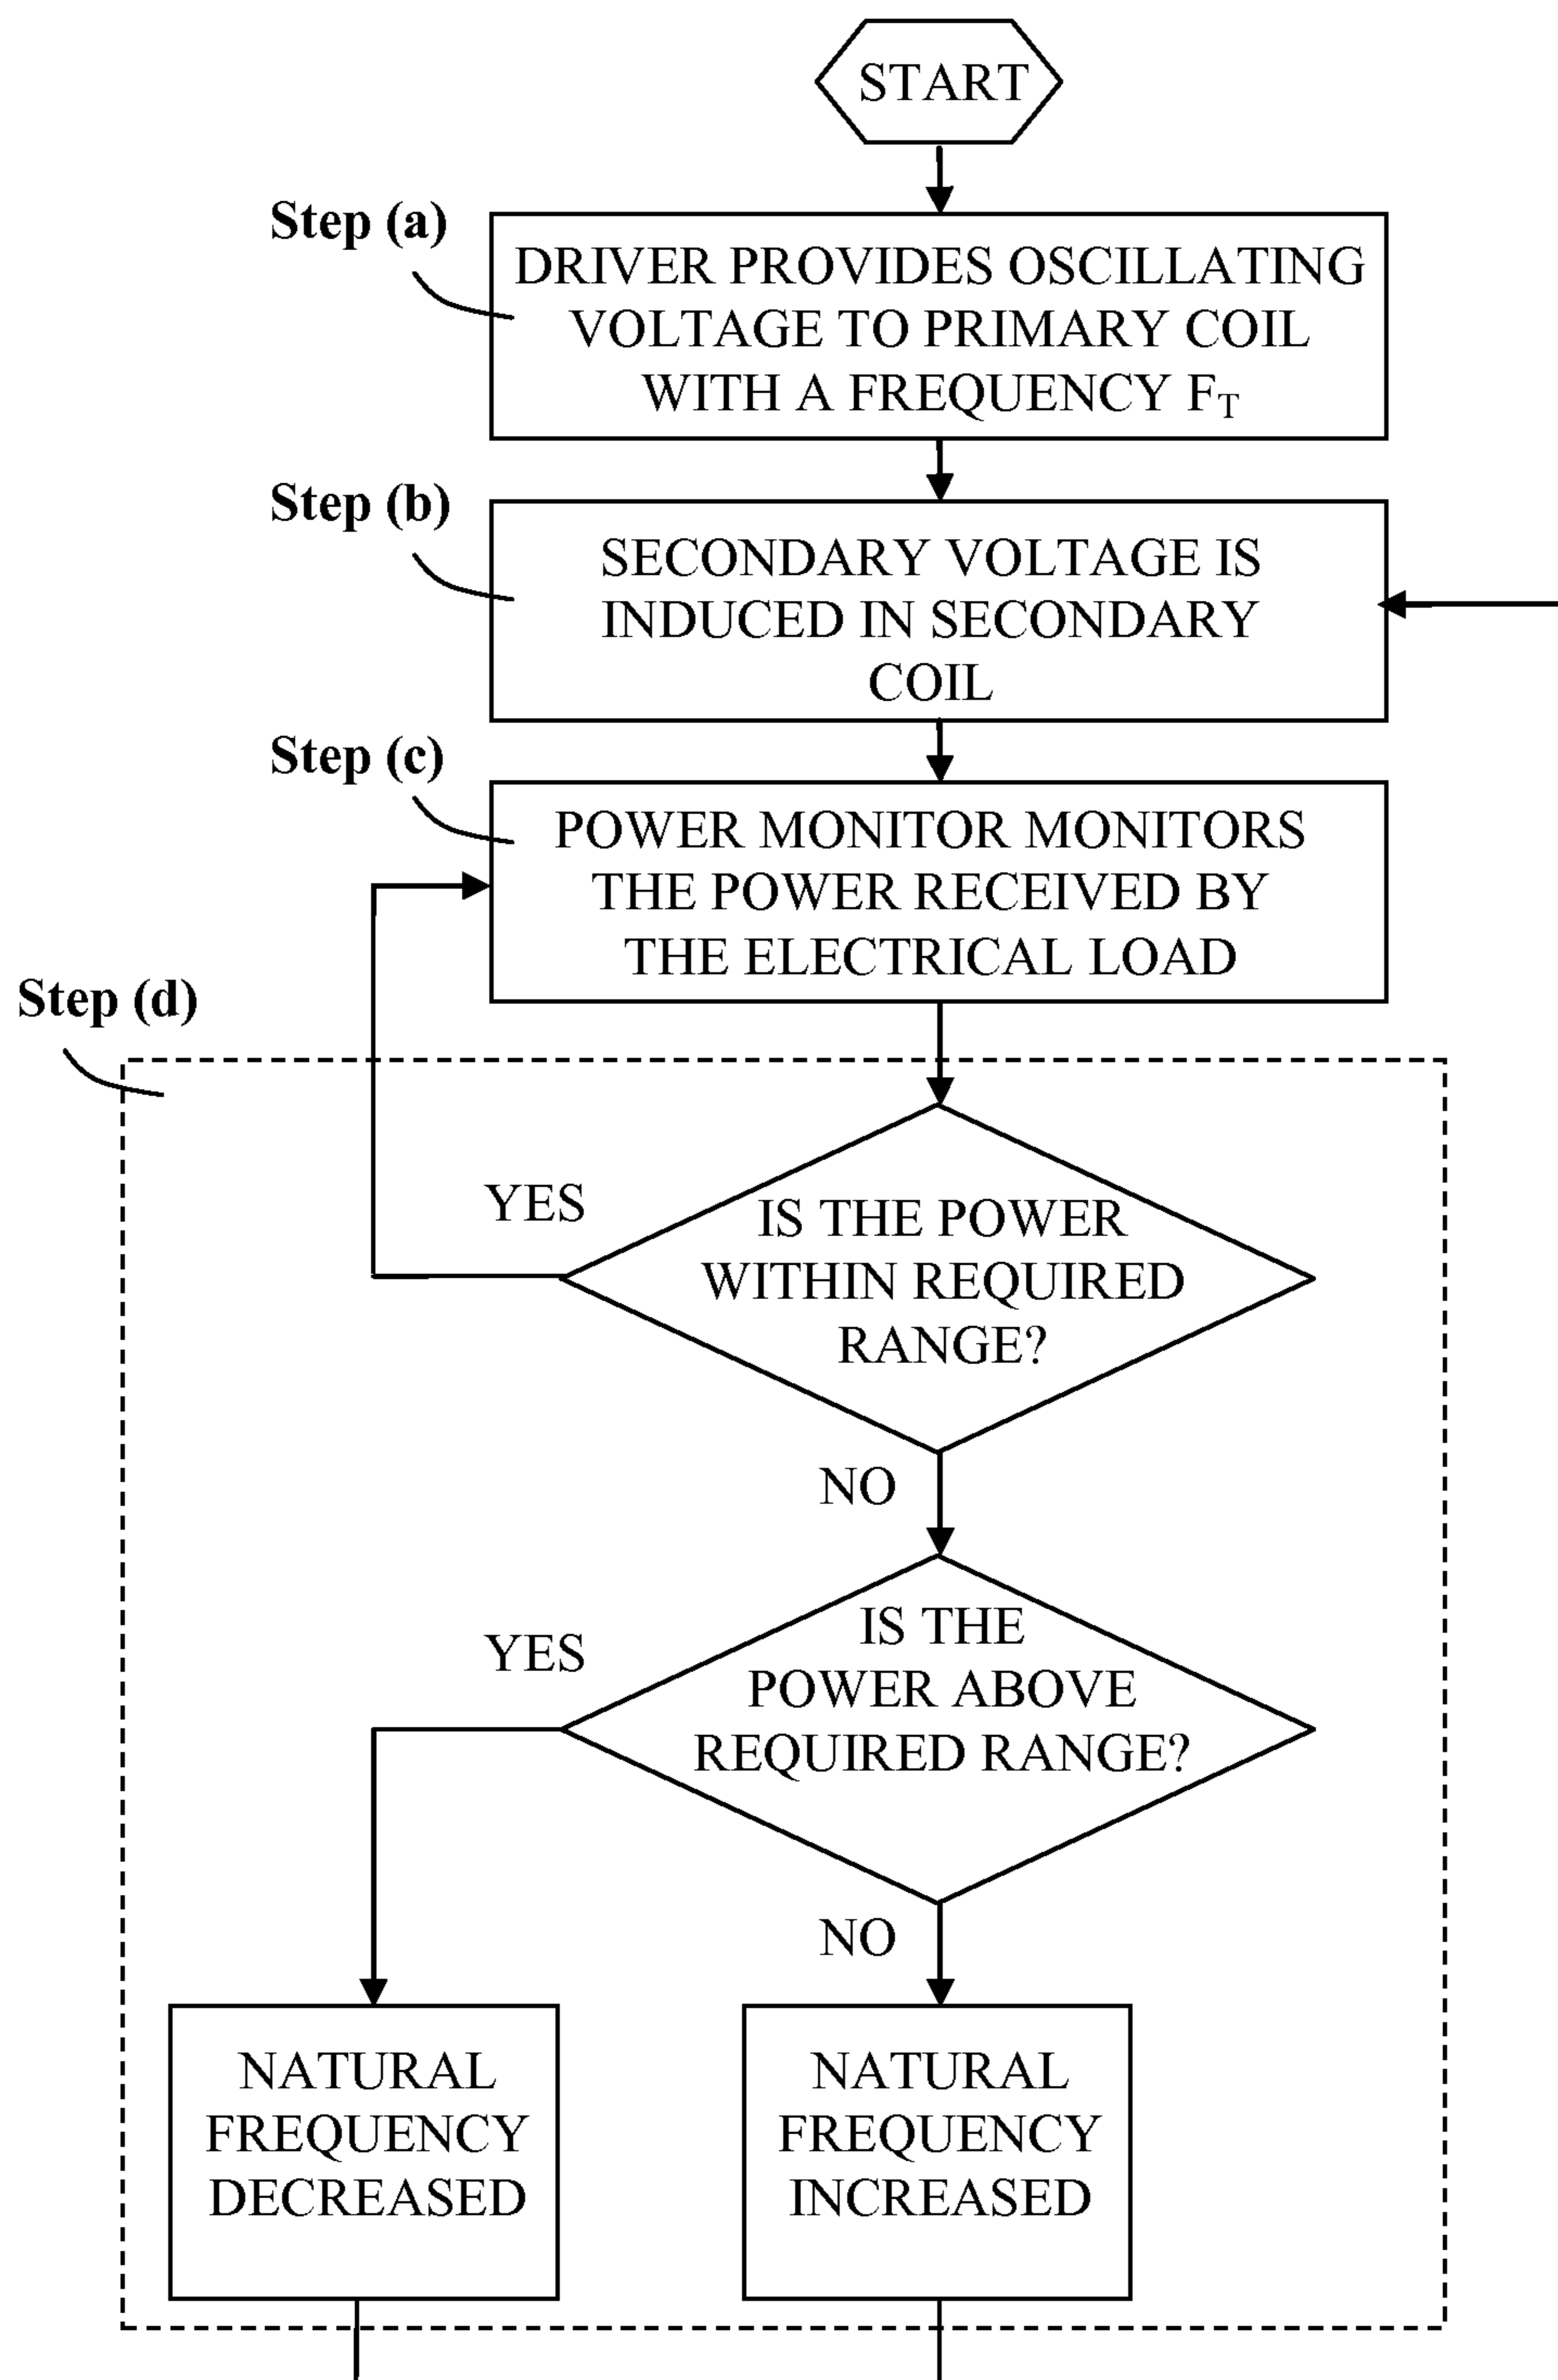 START
Step (a)
DRIVER PROVIDES OSCILLATING
VOLTAGE TO PRIMARY COIL
WITH A FREQUENCY F_T
Step (b)
SECONDARY VOLTAGE IS
INDUCED IN SECONDARY
COIL
Step (c)
POWER MONITOR MONITORS
THE POWER RECEIVED BY
THE ELECTRICAL LOAD
Step (d)
YES
IS THE POWER
WITHIN REQUIRED
RANGE?
NO
YES
IS THE
POWER ABOVE
REQUIRED RANGE?
NO
NATURAL
FREQUENCY
DECREASED
NATURAL
FREQUENCY
INCREASED